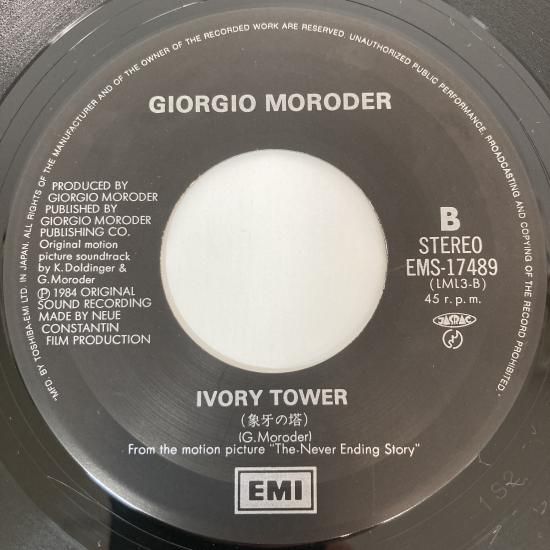 "MFD. BY TOSHIBA-EMI LTD. IN JAPAN. ALL RIGHTS OF THE MANUFACTURER AND OF THE OWNER OF THE RECORDED WORK ARE RESERVED. UNAUTHORIZED PUBLIC PERFORMANCE, BROADCASTING AND COPYING OF THE RECORD PROHIBITED."
GIORGIO MORODER
PRODUCED BY
GIORGIO MORODER
PUBLISHED BY
GIORGIO MORODER
PUBLISHING CO.
Original motion
picture soundtrack
by K. Doldinger &
G. Moroder
Ⓟ 1984 ORIGINAL
SOUND RECORDING
MADE BY NEUE
CONSTANTIN
FILM PRODUCTION
B
STEREO
EMS-17489
(LML3-B)
45 r.p.m.
JASRAC
IVORY TOWER
(象牙の塔)
(G. Moroder)
From the motion picture "The Never Ending Story"
EMI